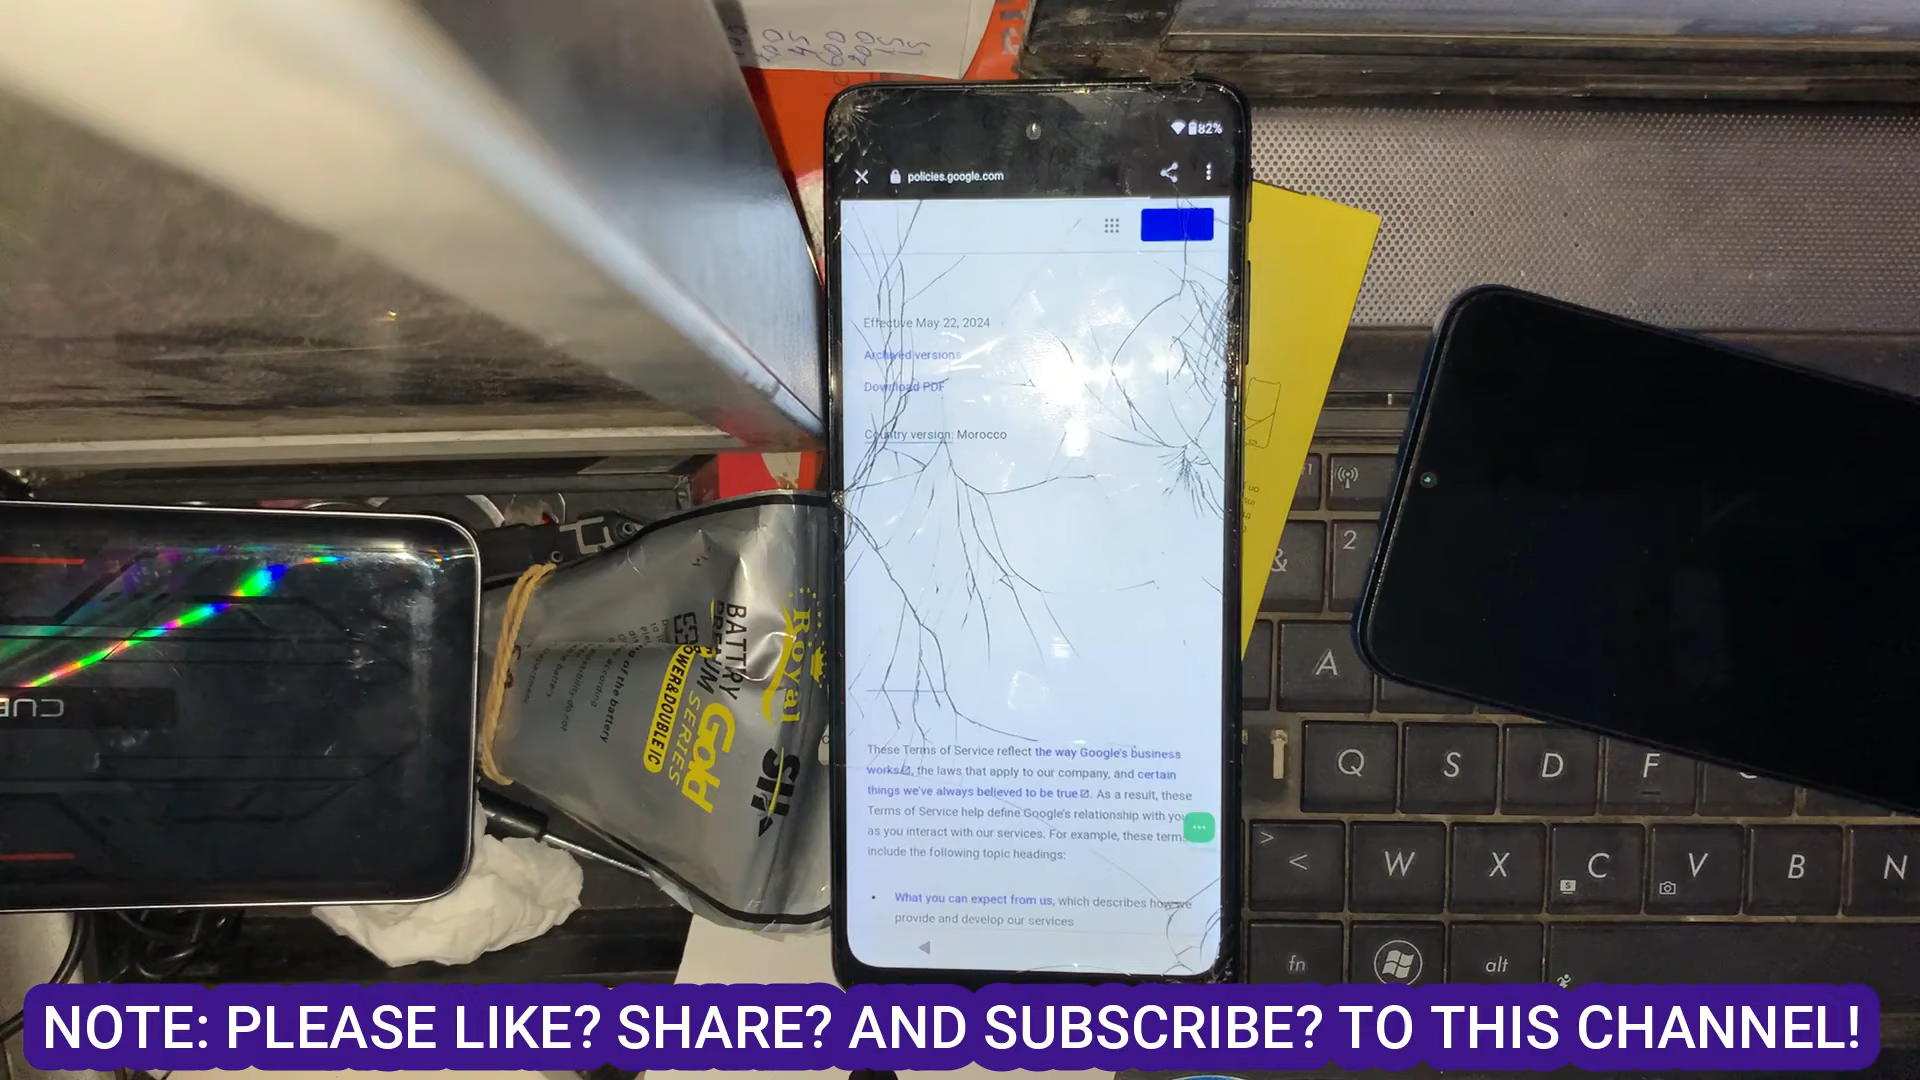 82%
policies.google.com
Effective May 22, 2024
Archived versions
Download PDF
Country version: Morocco
These Terms of Service reflect the way Google's business
works, the laws that apply to our company, and certain
things we've always believed to be true. As a result, these
Terms of Service help define Google's relationship with you
as you interact with our services. For example, these terms
include the following topic headings:
• What you can expect from us, which describes how we
provide and develop our services
Royal
BATTRY
Gold
SERIES
POWER&DOUBLE IC
of the battery
2
&
A
Q
S
D
F
>
<
W
X
C
V
B
N
fn
alt
NOTE: PLEASE LIKE? SHARE? AND SUBSCRIBE? TO THIS CHANNEL!